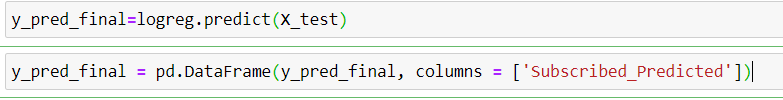 y_pred_final=logreg.predict(X_test)
y_pred_final = pd.DataFrame(y_pred_final, columns = ['Subscribed_Predicted'])